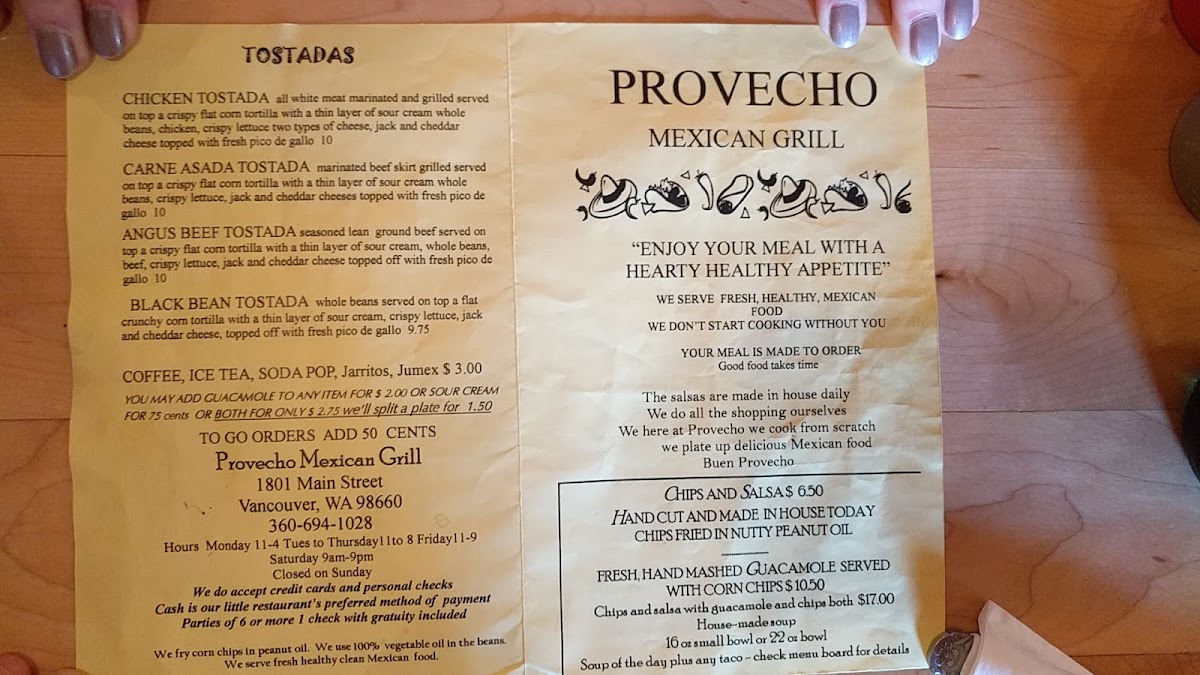 TOSTADAS
CHICKEN TOSTADA all white meat marinated and grilled served
on top a crispy flat corn tortilla with a thin layer of sour cream whole
beans, chicken, crispy lettuce two types of cheese, jack and cheddar
cheese topped with fresh pico de gallo 10
CARNE ASADA TOSTADA marinated beef skirt grilled served
on top a crispy flat corn tortilla with a thin layer of sour cream whole
beans, crispy lettuce, jack and cheddar cheeses topped with fresh pico de
gallo 10
ANGUS BEEF TOSTADA seasoned lean ground beef served on
top a crispy flat corn tortilla with a thin layer of sour cream, whole beans,
beef, crispy lettuce, jack and cheddar cheese topped off with fresh pico de
gallo 10
BLACK BEAN TOSTADA whole beans served on top a flat
crunchy corn tortilla with a thin layer of sour cream, crispy lettuce, jack
and cheddar cheese, topped off with fresh pico de gallo 9.75
COFFEE, ICE TEA, SODA POP, Jarritos, Jumex $ 3.00
YOU MAY ADD GUACAMOLE TO ANY ITEM FOR $ 2.00 OR SOUR CREAM
FOR 75 cents OR BOTH FOR ONLY $ 2.75 we'll split a plate for 1.50
TO GO ORDERS ADD 50 CENTS
Provecho Mexican Grill
1801 Main Street
Vancouver, WA 98660
360-694-1028
Hours Monday 11-4 Tues to Thursday11to 8 Friday11-9
Saturday 9am-9pm
Closed on Sunday
We do accept credit cards and personal checks
Cash is our little restaurant's preferred method of payment
Parties of 6 or more 1 check with gratuity included
We fry corn chips in peanut oil. We use 100% vegetable oil in the beans.
We serve fresh healthy clean Mexican food.
PROVECHO
MEXICAN GRILL
"ENJOY YOUR MEAL WITH A
HEARTY HEALTHY APPETITE"
WE SERVE FRESH, HEALTHY, MEXICAN
FOOD
WE DON'T START COOKING WITHOUT YOU
YOUR MEAL IS MADE TO ORDER
Good food takes time
The salsas are made in house daily
We do all the shopping ourselves
We here at Provecho we cook from scratch
we plate up delicious Mexican food
Buen Provecho
CHIPS AND SALSA $ 6.50
HAND CUT AND MADE IN HOUSE TODAY
CHIPS FRIED IN NUTTY PEANUT OIL
FRESH, HAND MASHED GUACAMOLE SERVED
WITH CORN CHIPS $ 10.50
Chips and salsa with guacamole and chips both $17.00
House-made soup
16 oz small bowl or 22 oz bowl
Soup of the day plus any taco - check menu board for details